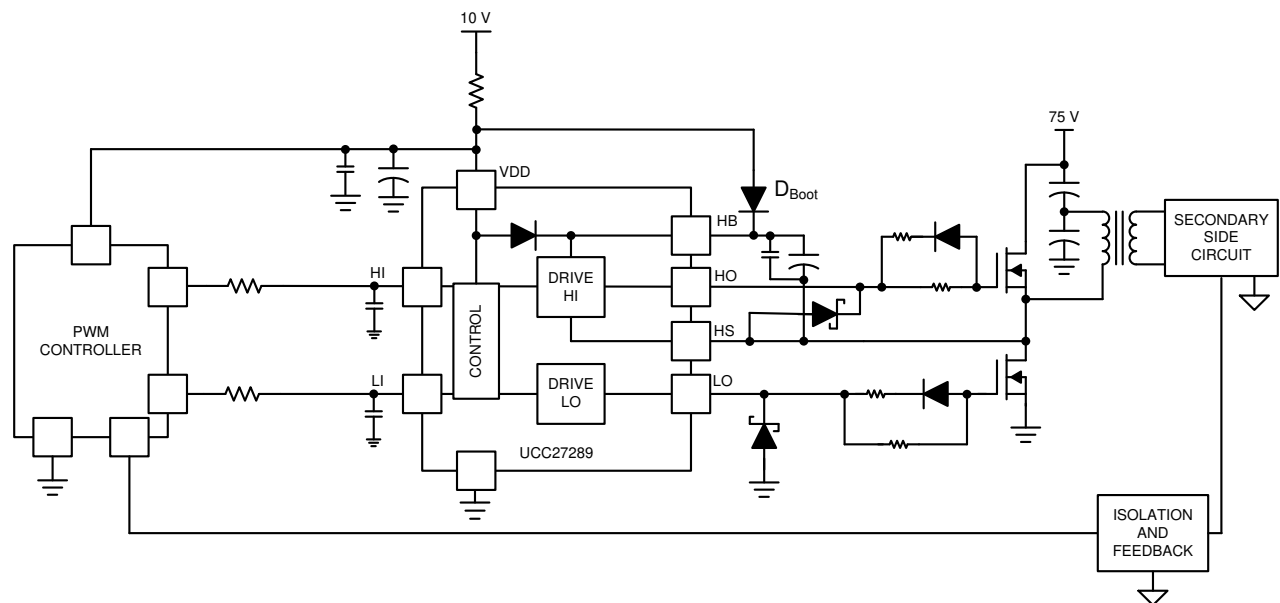 10 V
75 V
VDD
D_Boot
HB
SECONDARY
SIDE
CIRCUIT
HI
DRIVE
HI
HO
PWM
CONTROLLER
CONTROL
HS
LI
DRIVE
LO
LO
UCC27289
ISOLATION
AND
FEEDBACK